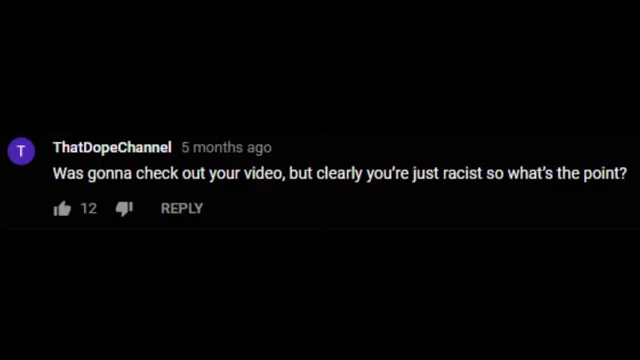 T
ThatDopeChannel 5 months ago
Was gonna check out your video, but clearly you're just racist so what's the point?
12 REPLY